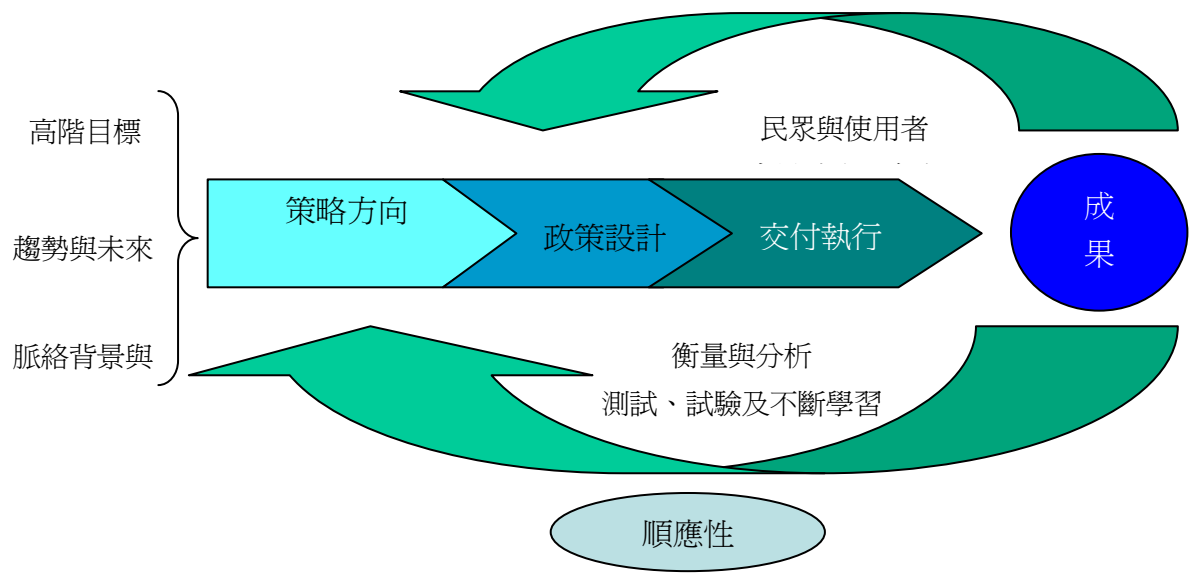 高階目標
趨勢與未來
脈絡背景與
民眾與使用者
策略方向
政策設計
交付執行
成
果
衡量與分析
測試、試驗及不斷學習
順應性